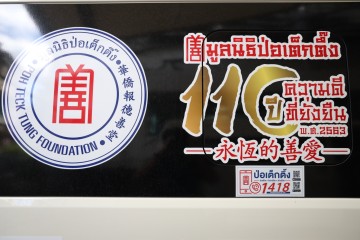 มูลนิธิป่อเต็กตึ๊ง
華僑報德善堂
POH TECK TUNG FOUNDATION
善
善มูลนิธิป่อเต็กตึ๊ง
110 ปี
ความดี
ที่ยั่งยืน
พ.ศ. 2563
永恆的善愛
ป่อเต็กตึ๊ง
1418